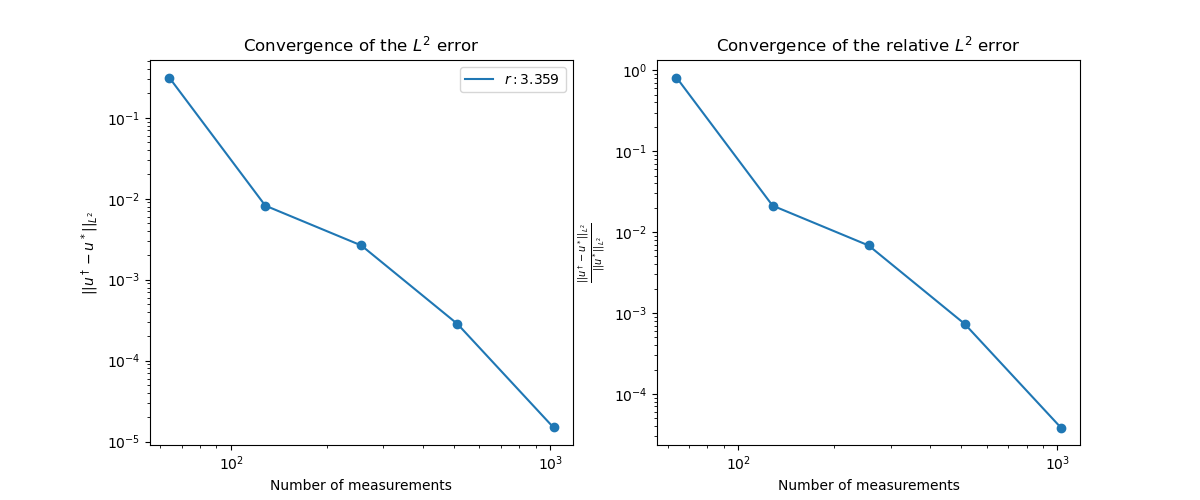 Convergence of the $L^2$ error
$r: 3.359$
$10^{-1}$
$10^{-2}$
$10^{-3}$
$10^{-4}$
$10^{-5}$
$||u^\dagger - u^*||_{L^2}$
$10^2$
$10^3$
Number of measurements
Convergence of the relative $L^2$ error
$10^0$
$10^{-1}$
$10^{-2}$
$10^{-3}$
$10^{-4}$
$\frac{||u^\dagger - u^*||_{L^2}}{||u^*||_{L^2}}$
$10^2$
$10^3$
Number of measurements